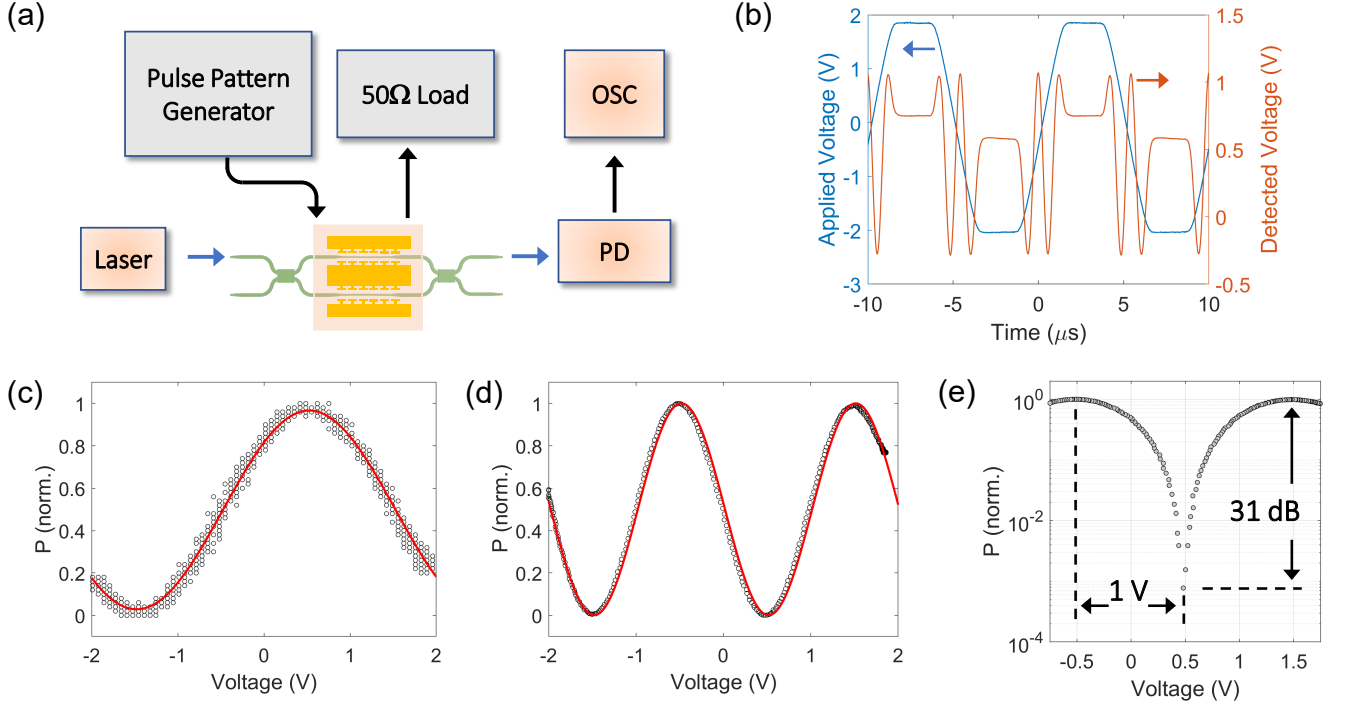 (a)
Pulse Pattern
Generator
50Ω Load
OSC
Laser
PD
(b)
Applied Voltage (V)
2
1
0
-1
-2
-3
-10
-5
0
5
10
Time (μs)
1.5
1
0.5
0
-0.5
Detected Voltage (V)
(c)
P (norm.)
1
0.8
0.6
0.4
0.2
0
-2
-1
0
1
2
Voltage (V)
(d)
P (norm.)
1
0.8
0.6
0.4
0.2
0
-2
-1
0
1
2
Voltage (V)
(e)
P (norm.)
10^0
10^-2
10^-4
31 dB
1 V
-0.5
0
0.5
1
1.5
Voltage (V)